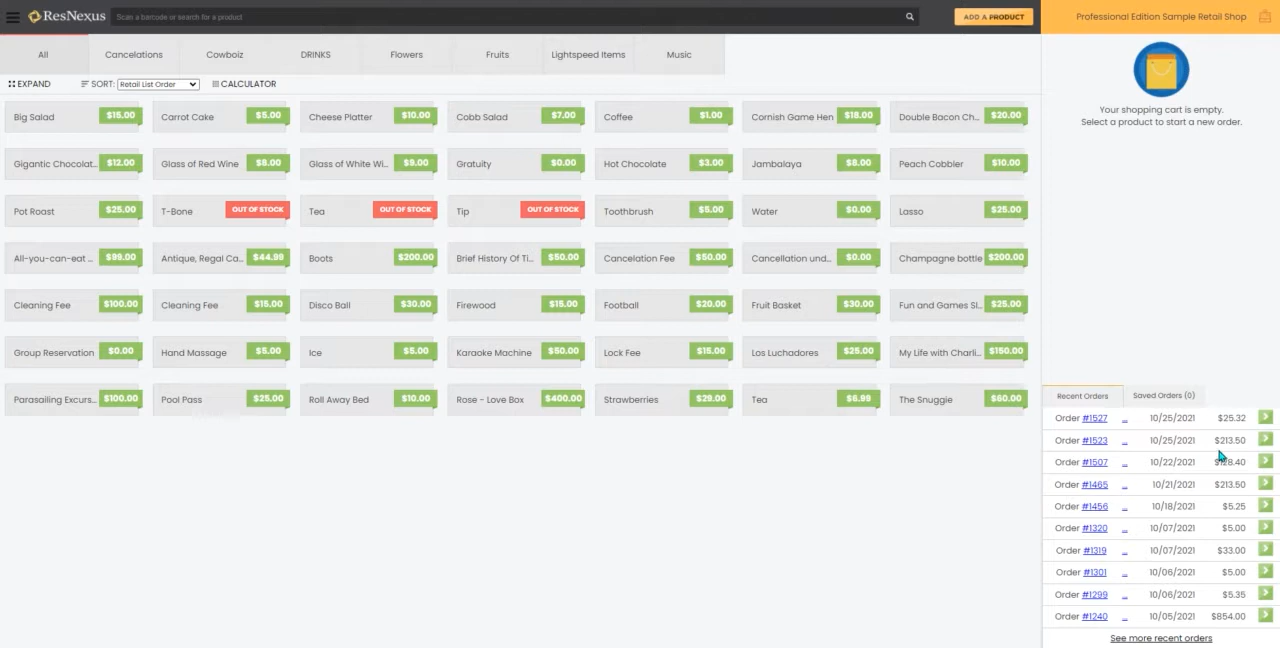 ResNexus
Scan a barcode or search for a product
ADD A PRODUCT
Professional Edition Sample Retail Shop
All Cancelations Cowboiz DRINKS Flowers Fruits Lightspeed Items Music
EXPAND SORT: Retail List Order CALCULATOR
Your shopping cart is empty.
Select a product to start a new order.
Big Salad $15.00 Carrot Cake $5.00 Cheese Platter $10.00 Cobb Salad $7.00 Coffee $1.00 Cornish Game Hen $18.00 Double Bacon Ch... $20.00
Gigantic Chocolat... $12.00 Glass of Red Wine $8.00 Glass of White Wi... $9.00 Gratuity $0.00 Hot Chocolate $3.00 Jambalaya $8.00 Peach Cobbler $10.00
Pot Roast $25.00 T-Bone OUT OF STOCK Tea OUT OF STOCK Tip OUT OF STOCK Toothbrush $5.00 Water $0.00 Lasso $25.00
All-you-can-eat ... $99.00 Antique, Regal Ca... $44.99 Boots $200.00 Brief History Of Ti... $50.00 Cancelation Fee $50.00 Cancellation und... $0.00 Champagne bottle $200.00
Cleaning Fee $100.00 Cleaning Fee $15.00 Disco Ball $30.00 Firewood $15.00 Football $20.00 Fruit Basket $30.00 Fun and Games Sl... $25.00
Group Reservation $0.00 Hand Massage $5.00 Ice $5.00 Karaoke Machine $50.00 Lock Fee $15.00 Los Luchadores $25.00 My Life with Charli... $150.00
Parasailing Excurs... $100.00 Pool Pass $25.00 Roll Away Bed $10.00 Rose - Love Box $400.00 Strawberries $29.00 Tea $6.99 The Snuggie $60.00
Recent Orders Saved Orders (0)
Order #1527 ... 10/25/2021 $25.32
Order #1523 ... 10/25/2021 $213.50
Order #1507 ... 10/22/2021 $128.40
Order #1465 ... 10/21/2021 $213.50
Order #1456 ... 10/18/2021 $5.25
Order #1320 ... 10/07/2021 $5.00
Order #1319 ... 10/07/2021 $33.00
Order #1301 ... 10/06/2021 $5.00
Order #1299 ... 10/06/2021 $5.35
Order #1240 ... 10/05/2021 $854.00
See more recent orders